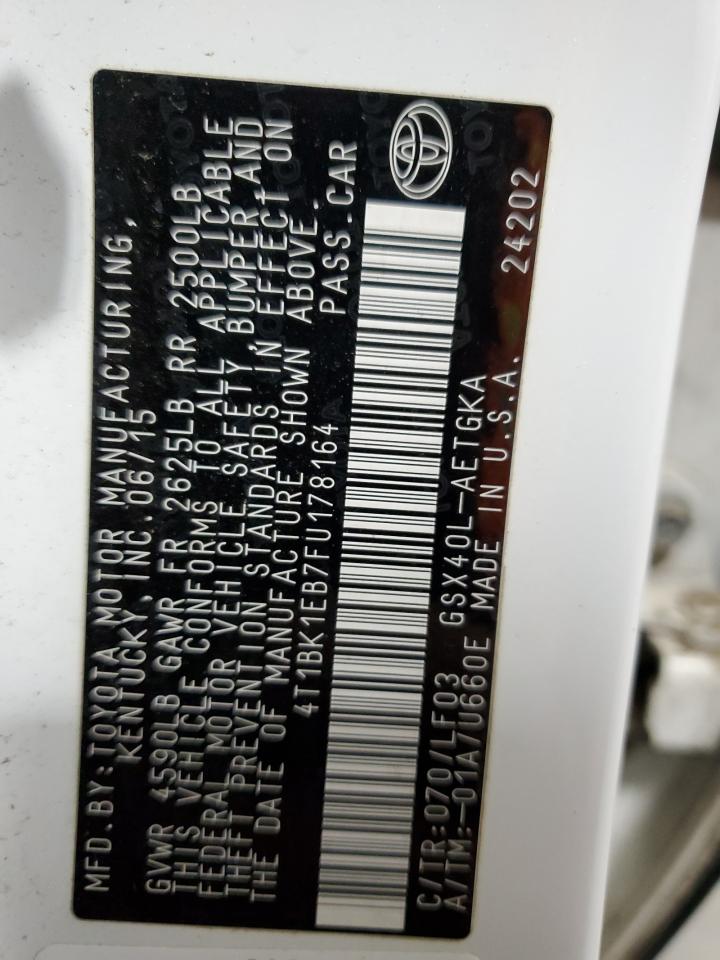 MFD.BY:TOYOTA MOTOR MANUFACTURING,
KENTUCKY, INC.06/15
GVWR 4590LB GAWR FR 2625LB RR 2500LB
THIS VEHICLE CONFORMS TO ALL APPLICABLE
FEDERAL MOTOR VEHICLE SAFETY,BUMPER,AND
THEFT PREVENTION STANDARDS IN EFFECT ON
THE DATE OF MANUFACTURE SHOWN ABOVE.
4T1BK1EB7FU178164 PASS.CAR
C/TR:070/LF03 GSX40L-AETGKA
A/TM:-01A/U660E MADE IN U.S.A. 24202